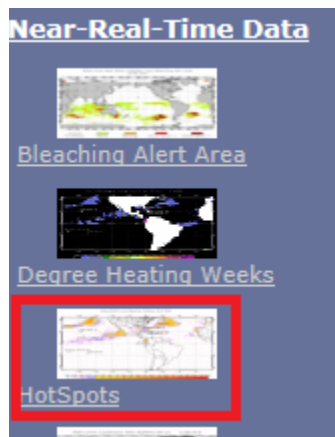 Near-Real-Time Data
Bleaching Alert Area
Degree Heating Weeks
HotSpots